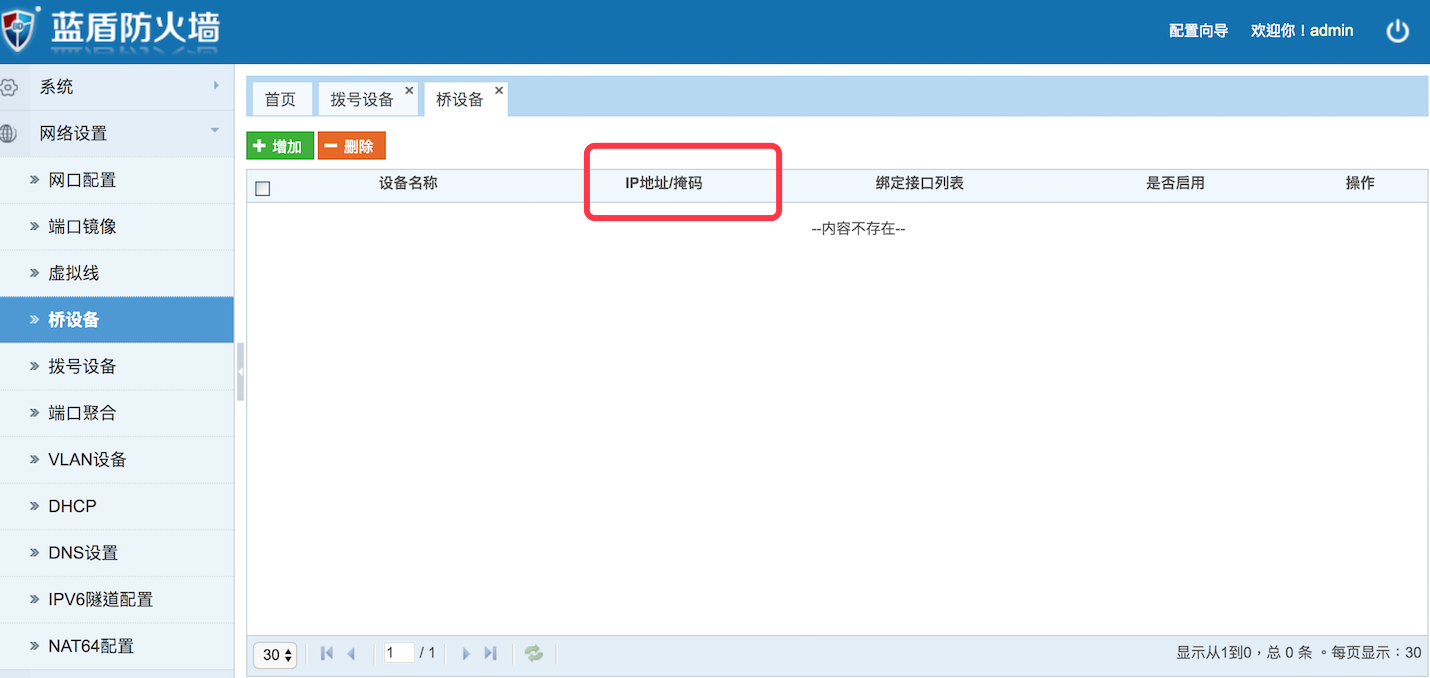 蓝盾防火墙
配置向导 欢迎你！admin
系统
网络设置
网口配置
端口镜像
虚拟线
桥设备
拨号设备
端口聚合
VLAN设备
DHCP
DNS设置
IPV6隧道配置
NAT64配置
首页 拨号设备 桥设备
增加 删除
设备名称 IP地址/掩码 绑定接口列表 是否启用 操作
--内容不存在--
30 1 / 1 显示从1到0，总 0 条 。每页显示：30